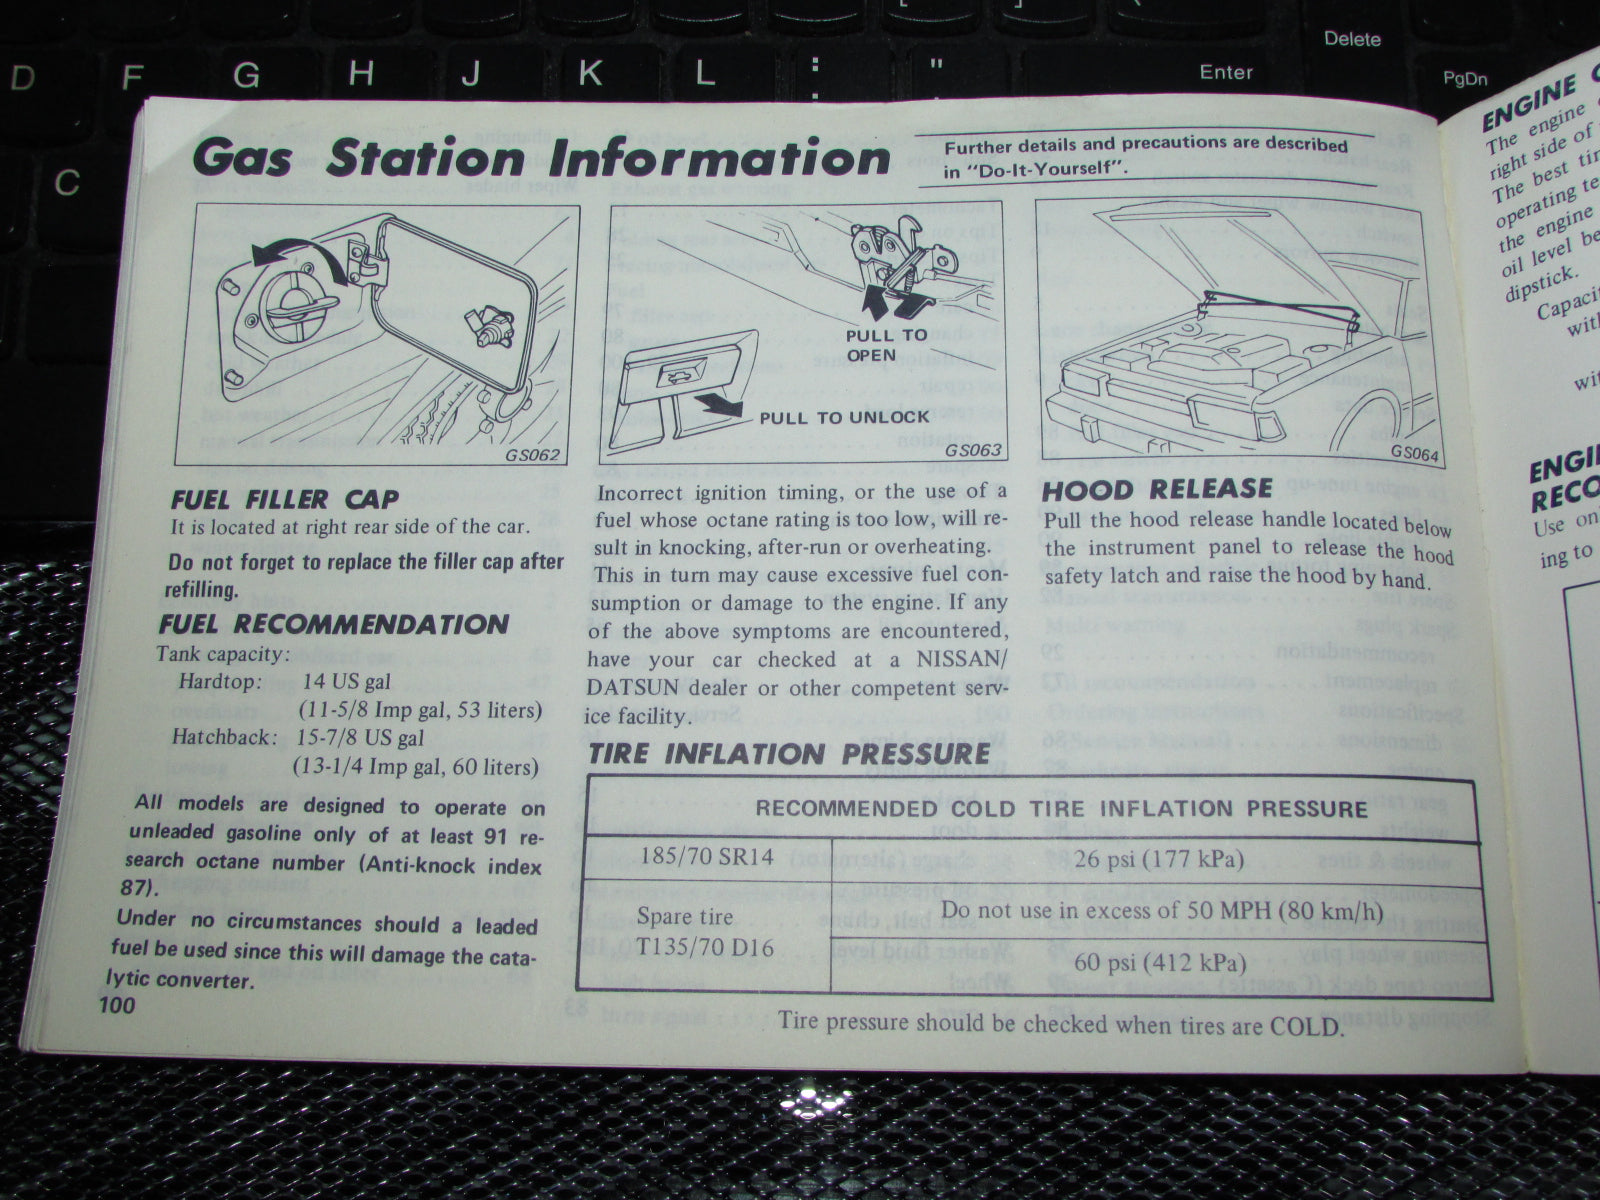 Delete
D F G H J K L : ; "
Enter
PgDn
C
Gas Station Information
Further details and precautions are described
in "Do-It-Yourself".
GS062
PULL TO
OPEN
PULL TO UNLOCK
GS063
GS064
FUEL FILLER CAP
It is located at right rear side of the car.
Do not forget to replace the filler cap after
refilling.
FUEL RECOMMENDATION
Tank capacity:
Hardtop: 14 US gal
(11-5/8 Imp gal, 53 liters)
Hatchback: 15-7/8 US gal
(13-1/4 Imp gal, 60 liters)
All models are designed to operate on
unleaded gasoline only of at least 91 re-
search octane number (Anti-knock index
87).
Under no circumstances should a leaded
fuel be used since this will damage the cata-
lytic converter.
100
Incorrect ignition timing, or the use of a
fuel whose octane rating is too low, will re-
sult in knocking, after-run or overheating.
This in turn may cause excessive fuel con-
sumption or damage to the engine. If any
of the above symptoms are encountered,
have your car checked at a NISSAN/
DATSUN dealer or other competent serv-
ice facility.
HOOD RELEASE
Pull the hood release handle located below
the instrument panel to release the hood
safety latch and raise the hood by hand.
TIRE INFLATION PRESSURE
RECOMMENDED COLD TIRE INFLATION PRESSURE
185/70 SR14 26 psi (177 kPa)
Spare tire Do not use in excess of 50 MPH (80 km/h)
T135/70 D16 60 psi (412 kPa)
Tire pressure should be checked when tires are COLD.
ENGINE
The engine
right side of
The best
operating
the engine
oil level
dipstick.
RECO
Use
ing to